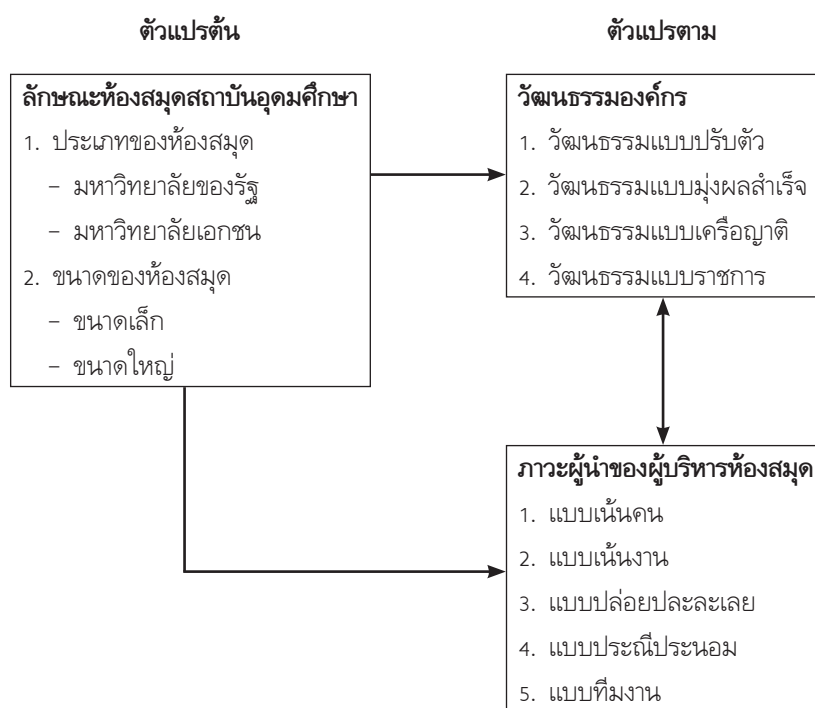 ตัวแปรต้น
ตัวแปรตาม
ลักษณะห้องสมุดสถาบันอุดมศึกษา
1. ประเภทของห้องสมุด
– มหาวิทยาลัยของรัฐ
– มหาวิทยาลัยเอกชน
2. ขนาดของห้องสมุด
– ขนาดเล็ก
– ขนาดใหญ่
วัฒนธรรมองค์กร
1. วัฒนธรรมแบบปรับตัว
2. วัฒนธรรมแบบมุ่งผลสำเร็จ
3. วัฒนธรรมแบบเครือญาติ
4. วัฒนธรรมแบบราชการ
ภาวะผู้นำของผู้บริหารห้องสมุด
1. แบบเน้นคน
2. แบบเน้นงาน
3. แบบปล่อยปละละเลย
4. แบบประณีประนอม
5. แบบทีมงาน